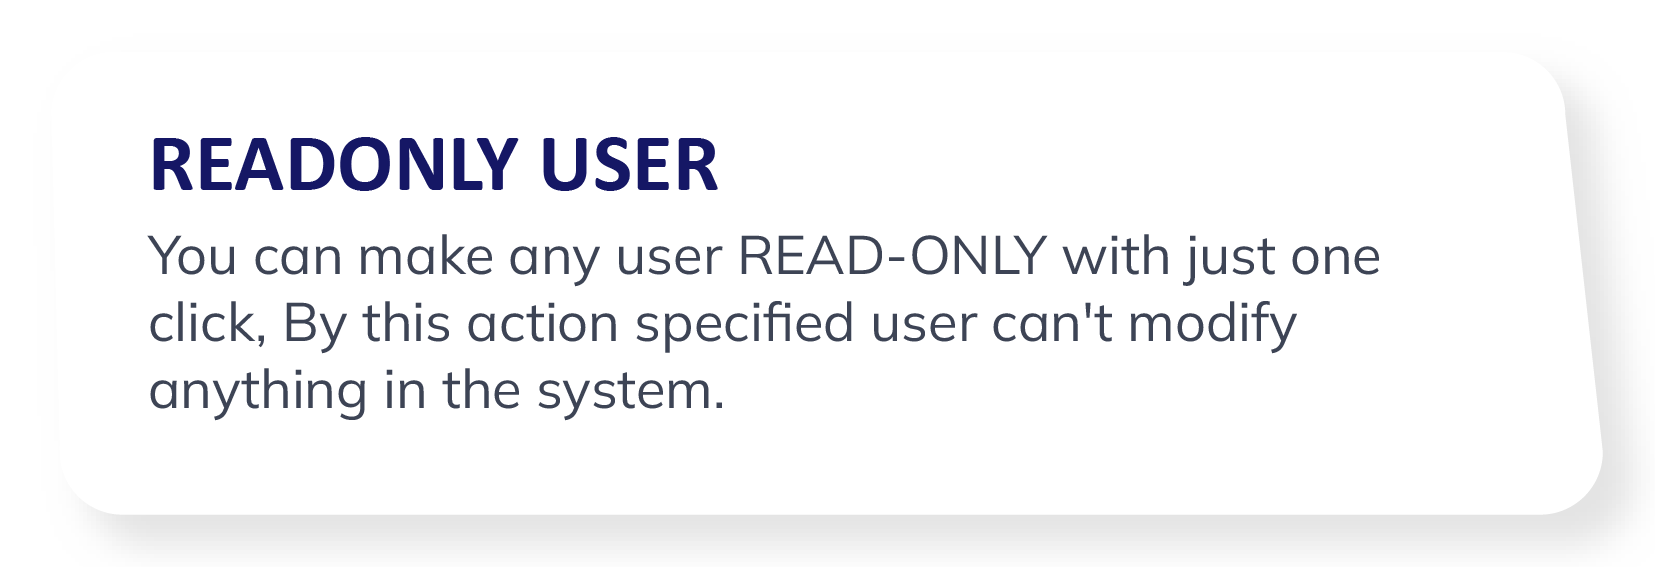 READONLY USER
You can make any user READ-ONLY with just one
click, By this action specified user can't modify
anything in the system.